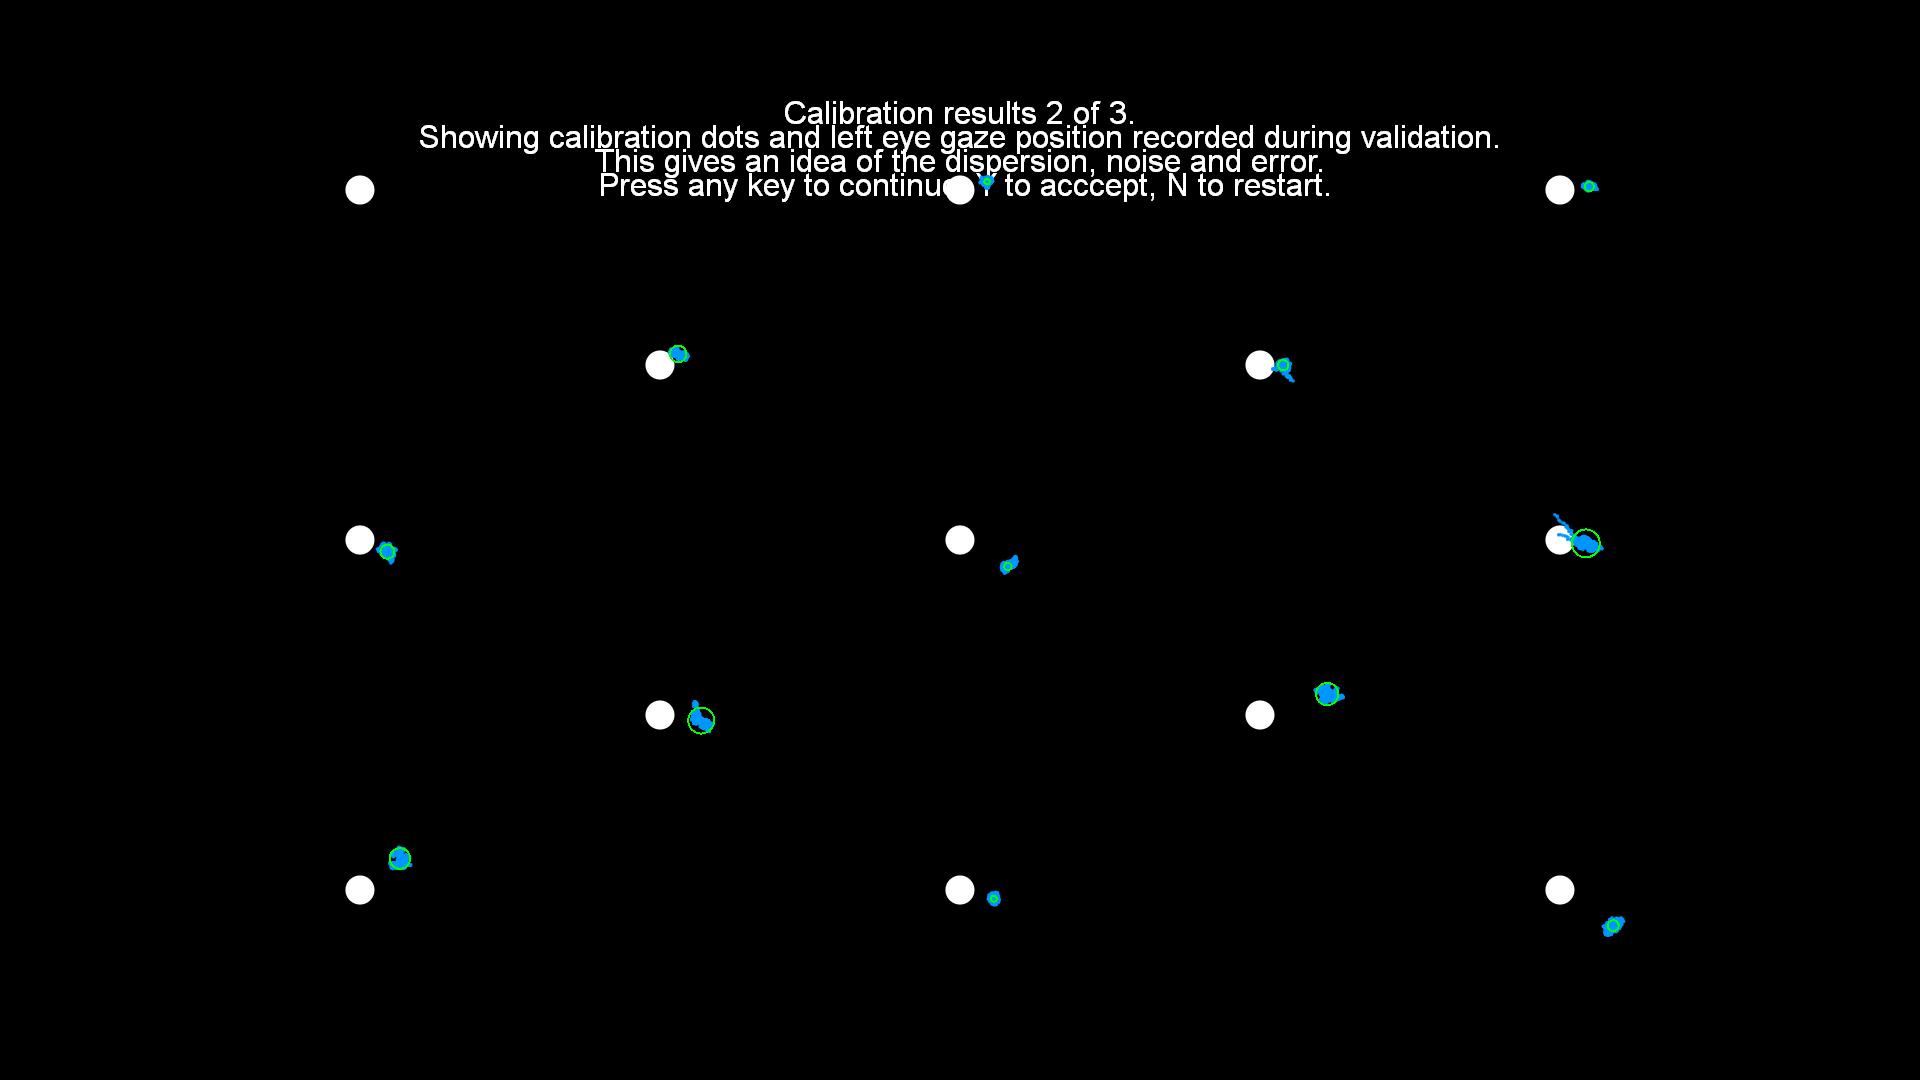 Calibration results 2 of 3.
Showing calibration dots and left eye gaze position recorded during validation.
This gives an idea of the dispersion, noise and error.
Press any key to continue, Y to acccept, N to restart.